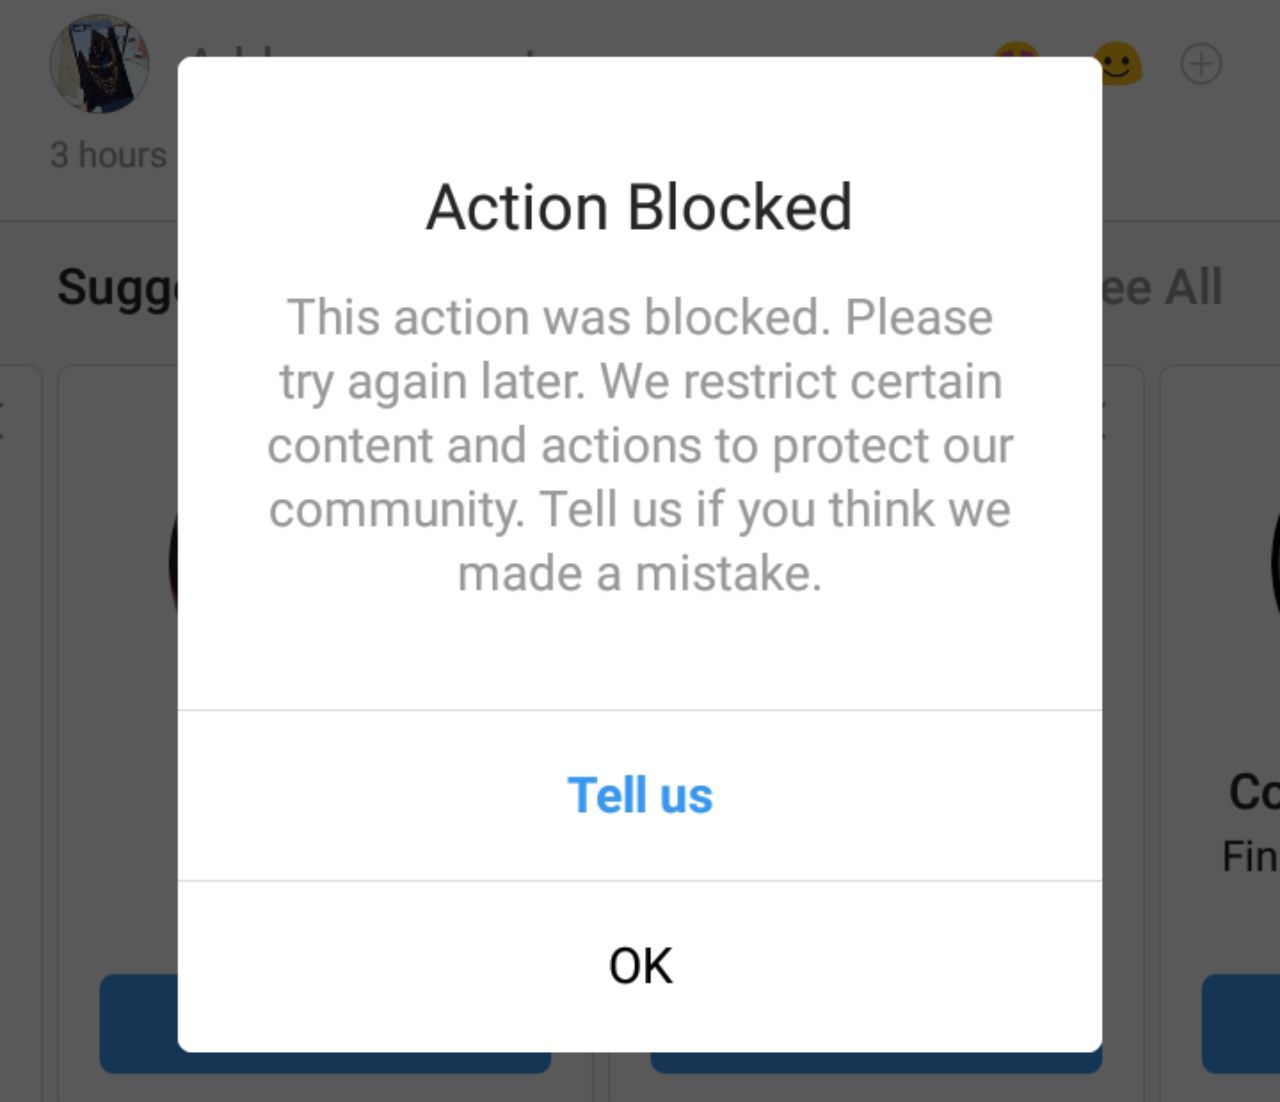 3 hours
Action Blocked
Sugg
ee All
This action was blocked. Please
try again later. We restrict certain
content and actions to protect our
community. Tell us if you think we
made a mistake.
Tell us
Co
Fin
OK